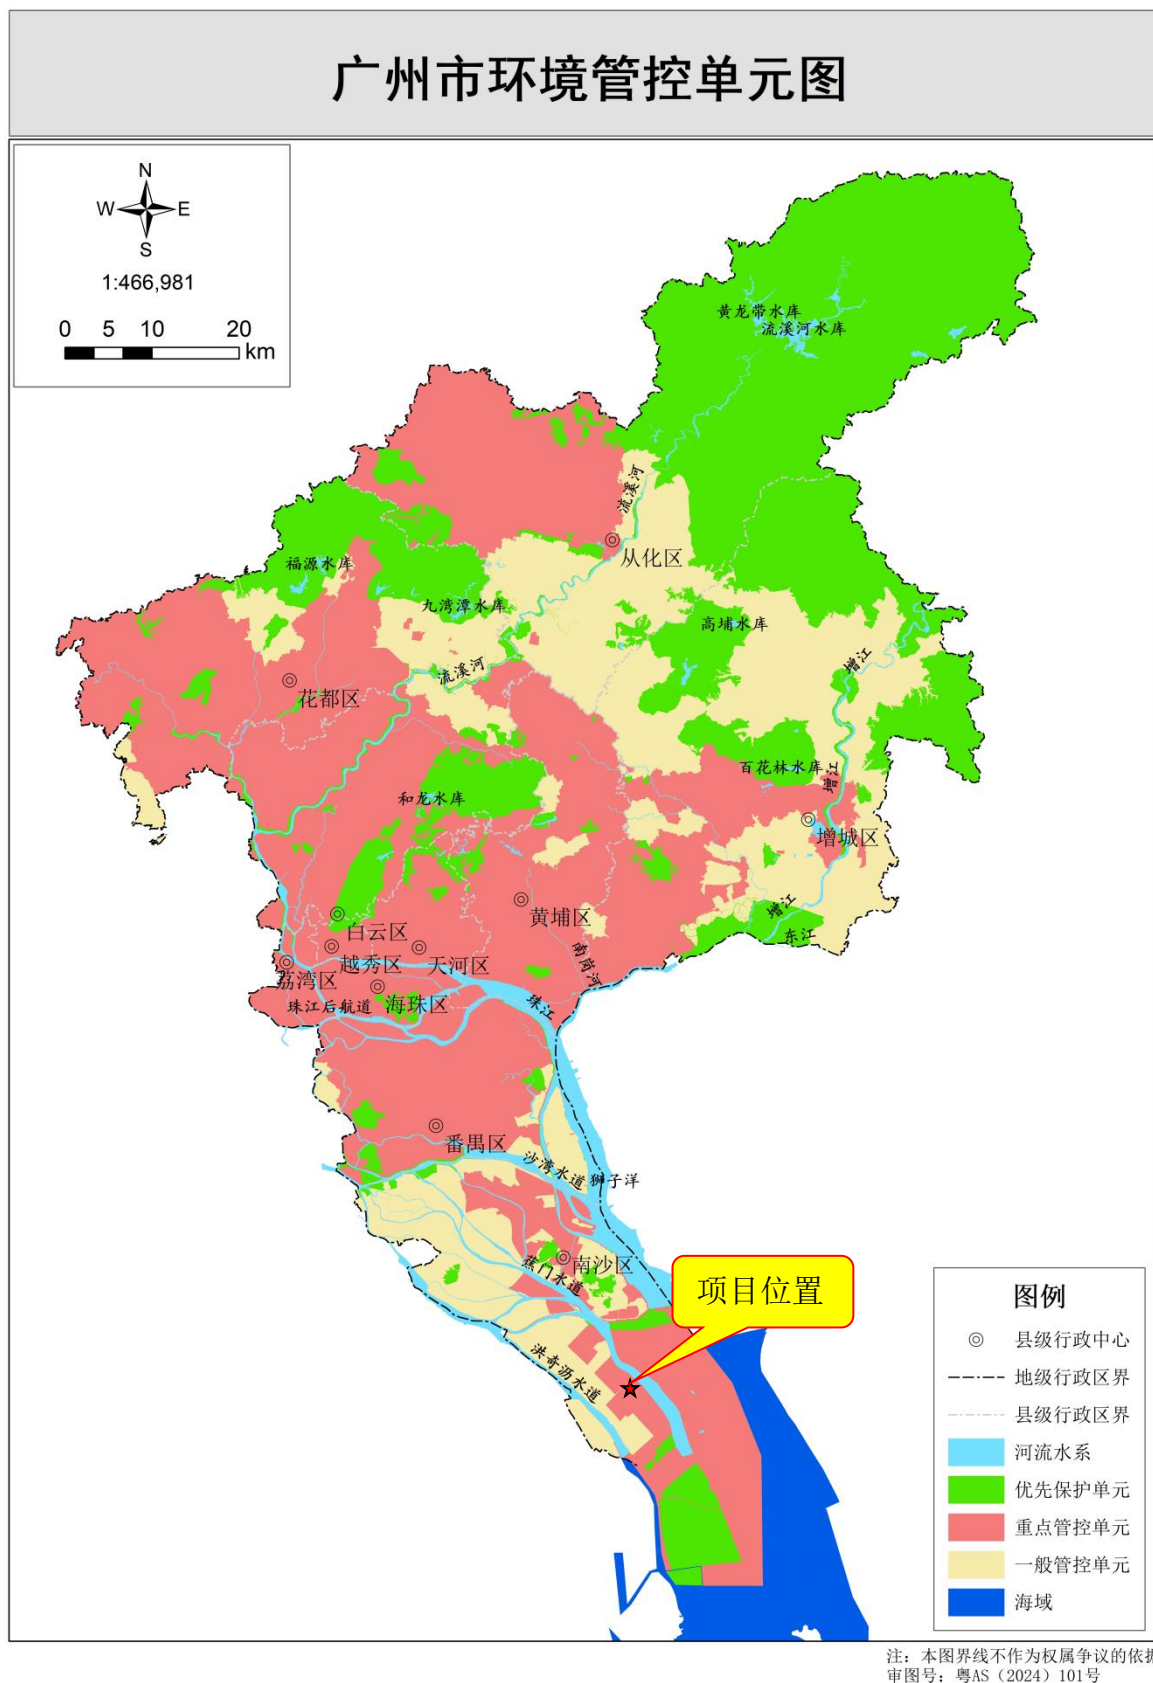 广州市环境管控单元图
N
W E
S
1:466,981
0 5 10 20
km
黄龙带水库
流溪河水库
流溪河
从化区
福源水库
九湾潭水库
高埔水库
增江
流溪河
花都区
百花林水库
增江
和龙水库
增城区
黄埔区
增江
白云区
东江
越秀区
天河区
南岗河
荔湾区
海珠区
珠江
珠江后航道
番禺区
沙湾水道
狮子洋
南沙区
蕉门水道
项目位置
洪奇沥水道
图例
县级行政中心
地级行政区界
县级行政区界
河流水系
优先保护单元
重点管控单元
一般管控单元
海域
注：本图界线不作为权属争议的依据
审图号：粤AS（2024）101号